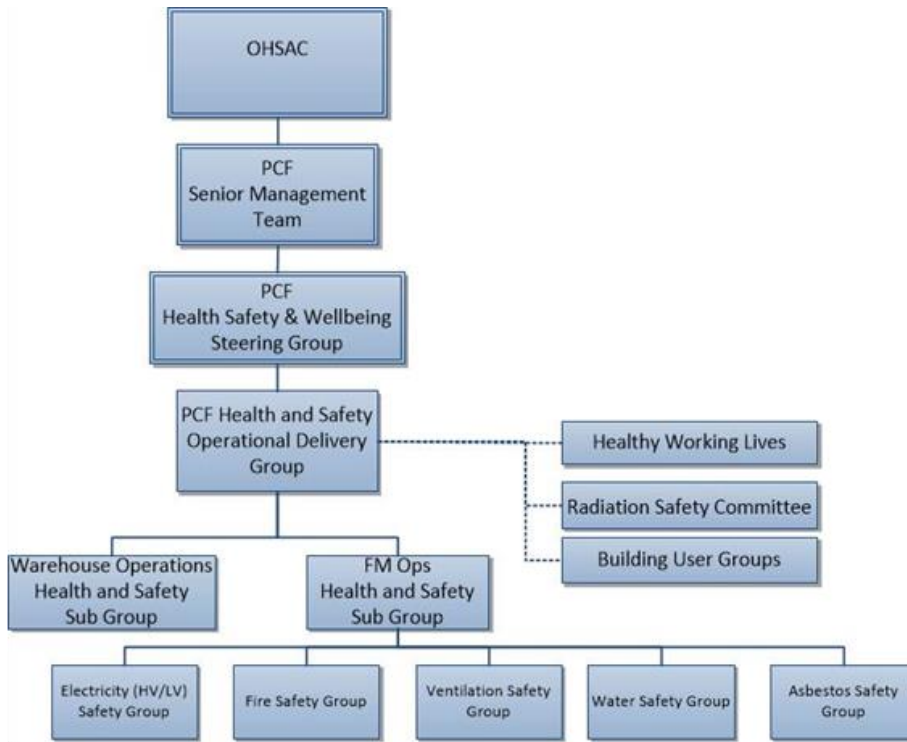 OHSAC
PCF
Senior Management
Team
PCF
Health Safety & Wellbeing
Steering Group
PCF Health and Safety
Operational Delivery
Group
Healthy Working Lives
Radiation Safety Committee
Building User Groups
Warehouse Operations
Health and Safety
Sub Group
FM Ops
Health and Safety
Sub Group
Electricity (HV/LV)
Safety Group
Fire Safety Group
Ventilation Safety
Group
Water Safety Group
Asbestos Safety
Group